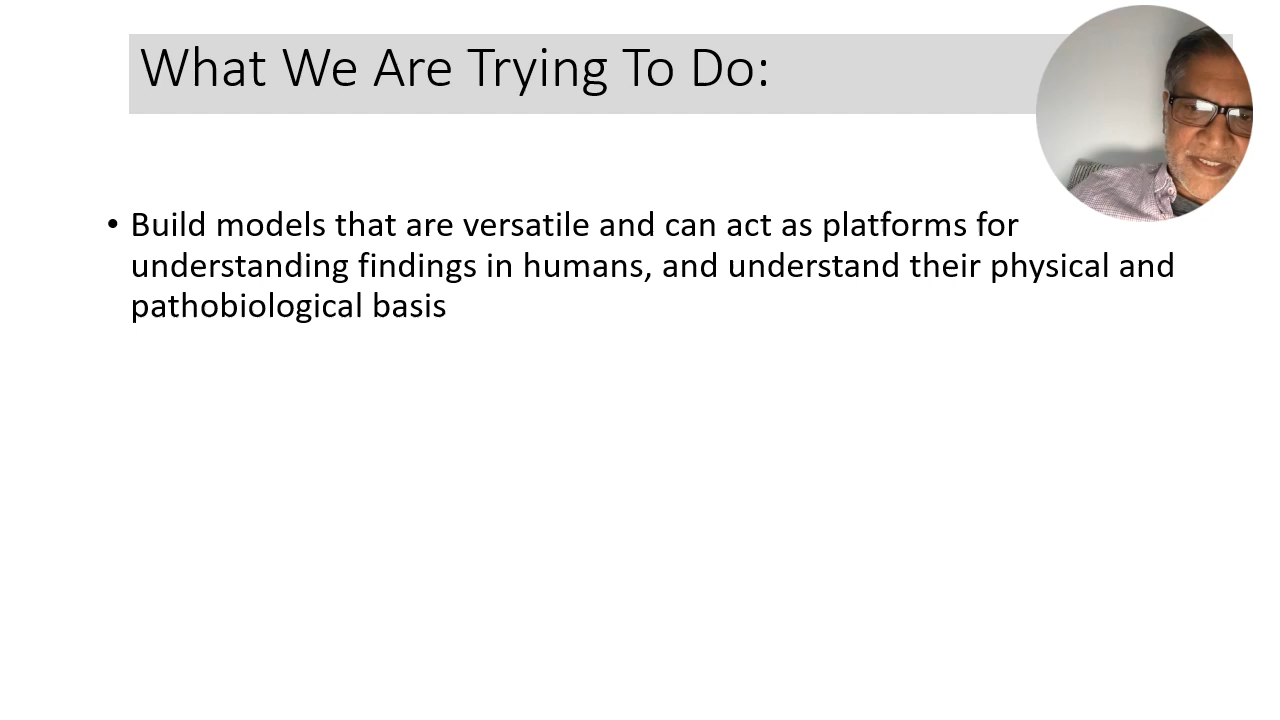 What We Are Trying To Do:
• Build models that are versatile and can act as platforms for
understanding findings in humans, and understand their physical and
pathobiological basis